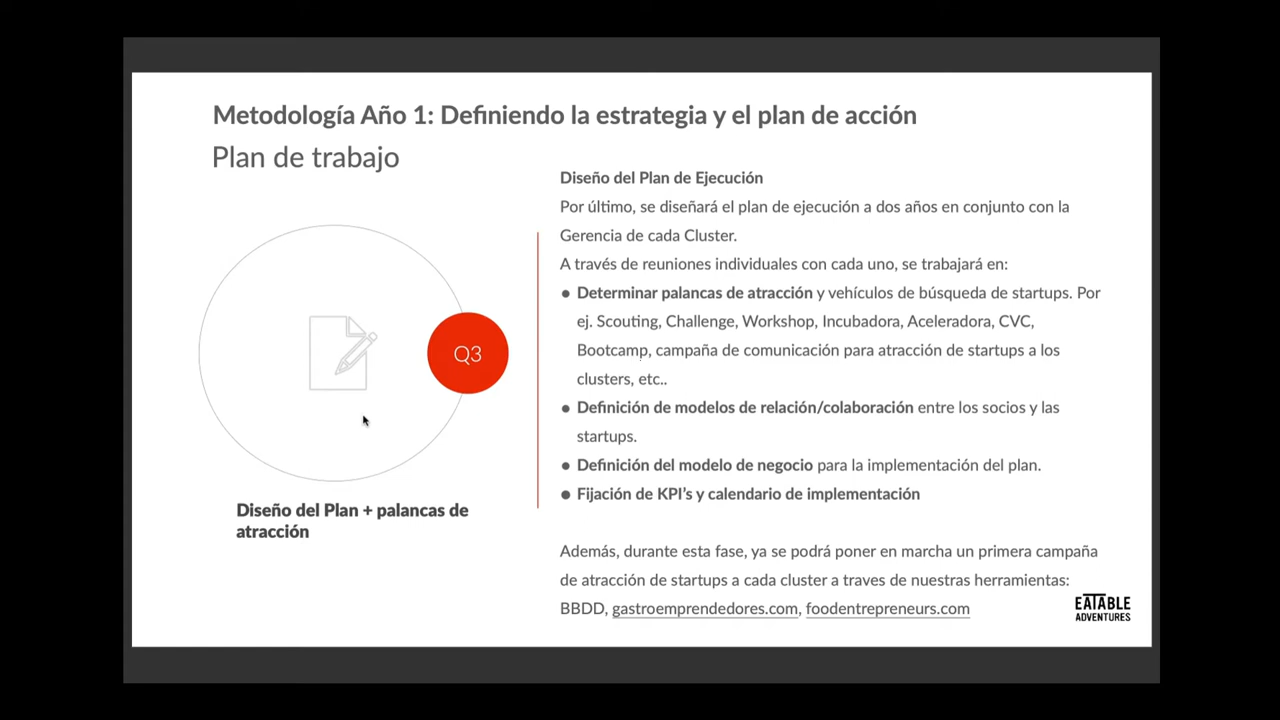 Metodología Año 1: Definiendo la estrategia y el plan de acción
Plan de trabajo
Q3
Diseño del Plan + palancas de
atracción
Diseño del Plan de Ejecución
Por último, se diseñará el plan de ejecución a dos años en conjunto con la
Gerencia de cada Cluster.
A través de reuniones individuales con cada uno, se trabajará en:
● Determinar palancas de atracción y vehículos de búsqueda de startups. Por
ej. Scouting, Challenge, Workshop, Incubadora, Aceleradora, CVC,
Bootcamp, campaña de comunicación para atracción de startups a los
clusters, etc..
● Definición de modelos de relación/colaboración entre los socios y las
startups.
● Definición del modelo de negocio para la implementación del plan.
● Fijación de KPI’s y calendario de implementación
Además, durante esta fase, ya se podrá poner en marcha un primera campaña
de atracción de startups a cada cluster a traves de nuestras herramientas:
BBDD, gastroemprendedores.com, foodentrepreneurs.com
EATABLE
ADVENTURES